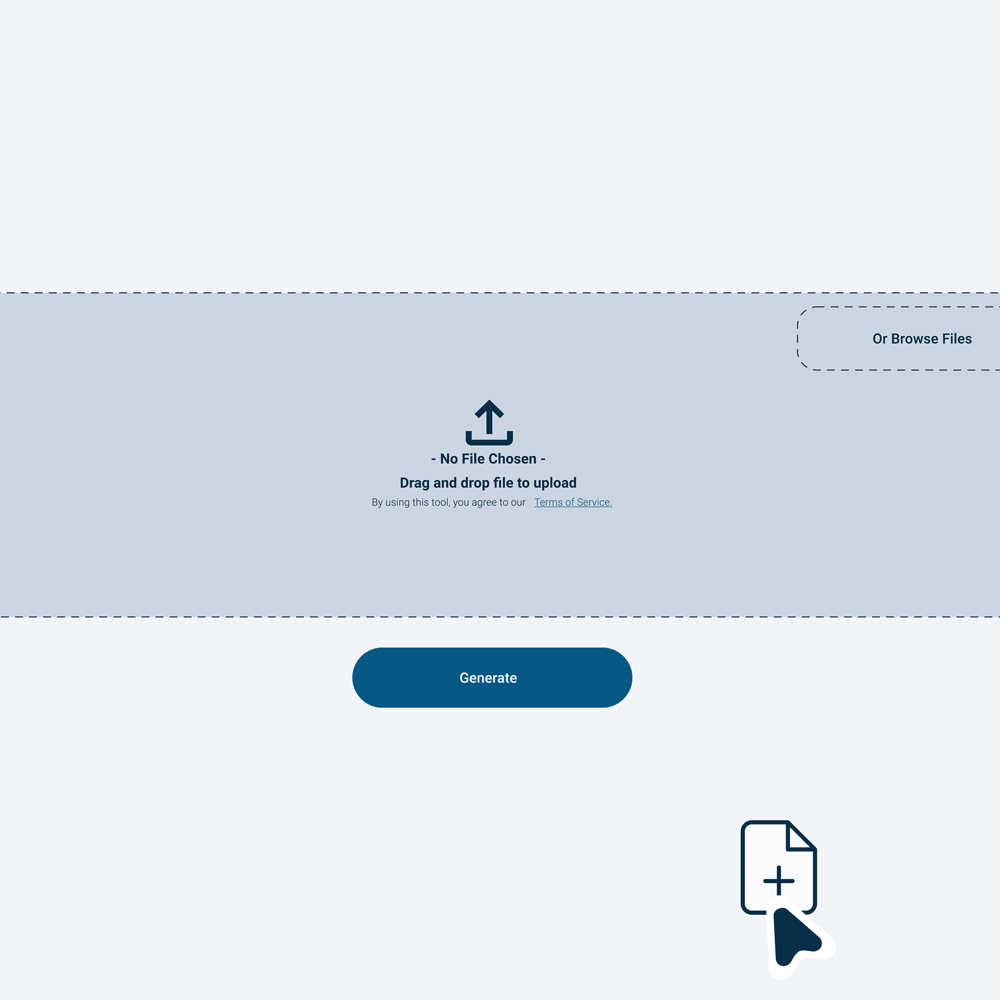 Or Browse Files
- No File Chosen -
Drag and drop file to upload
By using this tool, you agree to our Terms of Service.
Generate